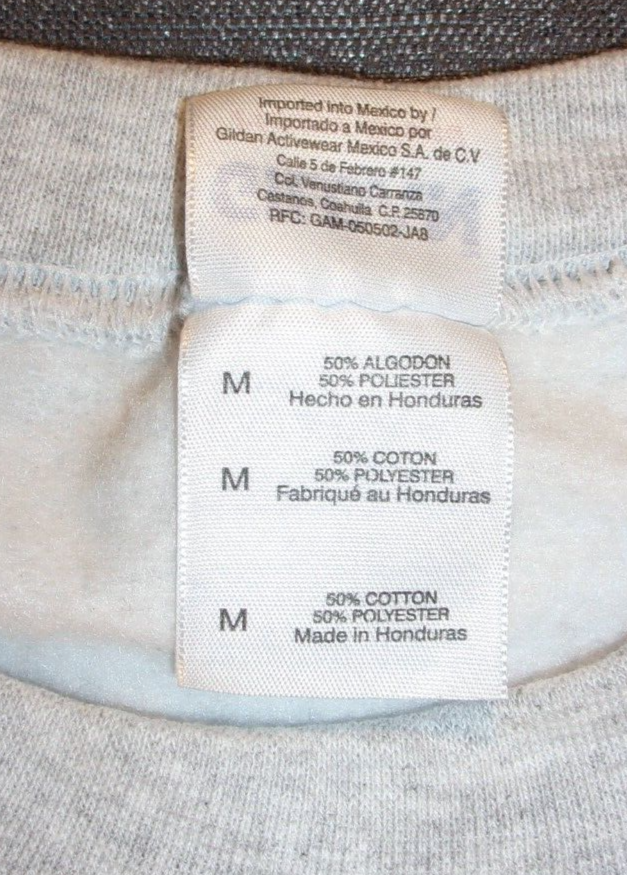 Imported into Mexico by /
Importado a Mexico por
Gildan Activewear Mexico S.A. de C.V
Calle 5 de Febrero #147
Col. Venustiano Carranza
Castanos, Coahuila C.P. 25870
RFC: GAM-050502-JA8
M
50% ALGODON
50% POLIESTER
Hecho en Honduras
M
50% COTON
50% POLYESTER
Fabriqué au Honduras
M
50% COTTON
50% POLYESTER
Made in Honduras